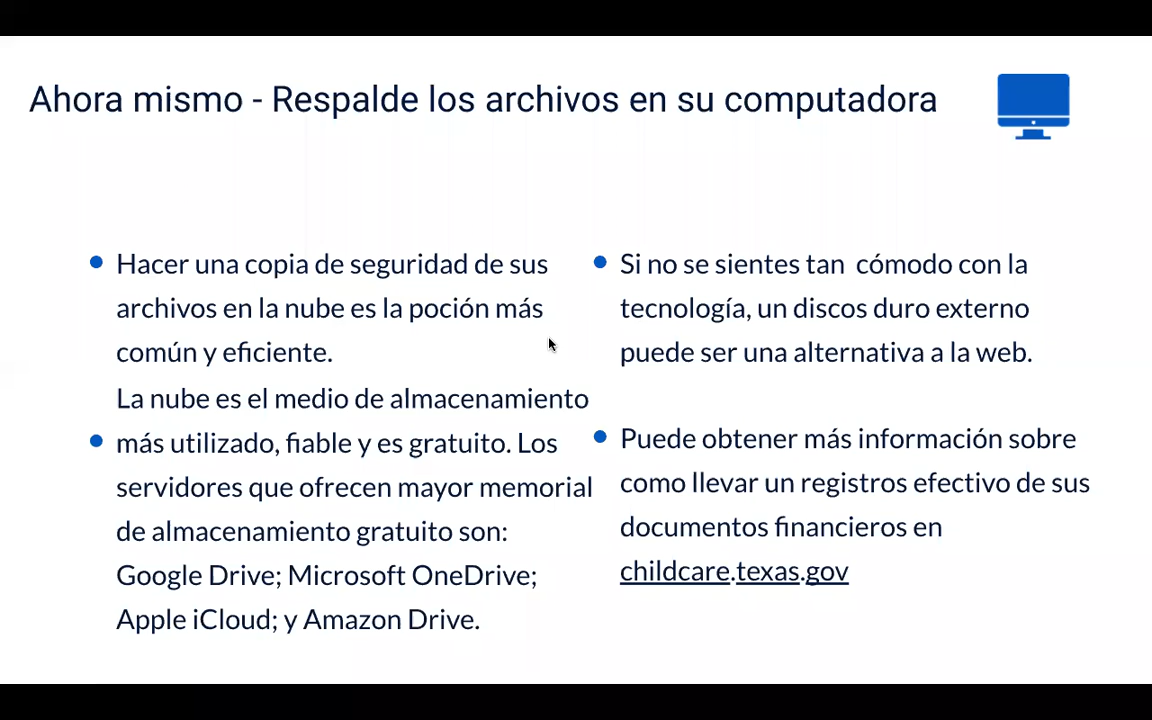 Ahora mismo - Respalde los archivos en su computadora
Hacer una copia de seguridad de sus
archivos en la nube es la poción más
común y eficiente.
La nube es el medio de almacenamiento
más utilizado, fiable y es gratuito. Los
servidores que ofrecen mayor memorial
de almacenamiento gratuito son:
Google Drive; Microsoft OneDrive;
Apple iCloud; y Amazon Drive.
Si no se sientes tan cómodo con la
tecnología, un discos duro externo
puede ser una alternativa a la web.
Puede obtener más información sobre
como llevar un registros efectivo de sus
documentos financieros en
childcare.texas.gov